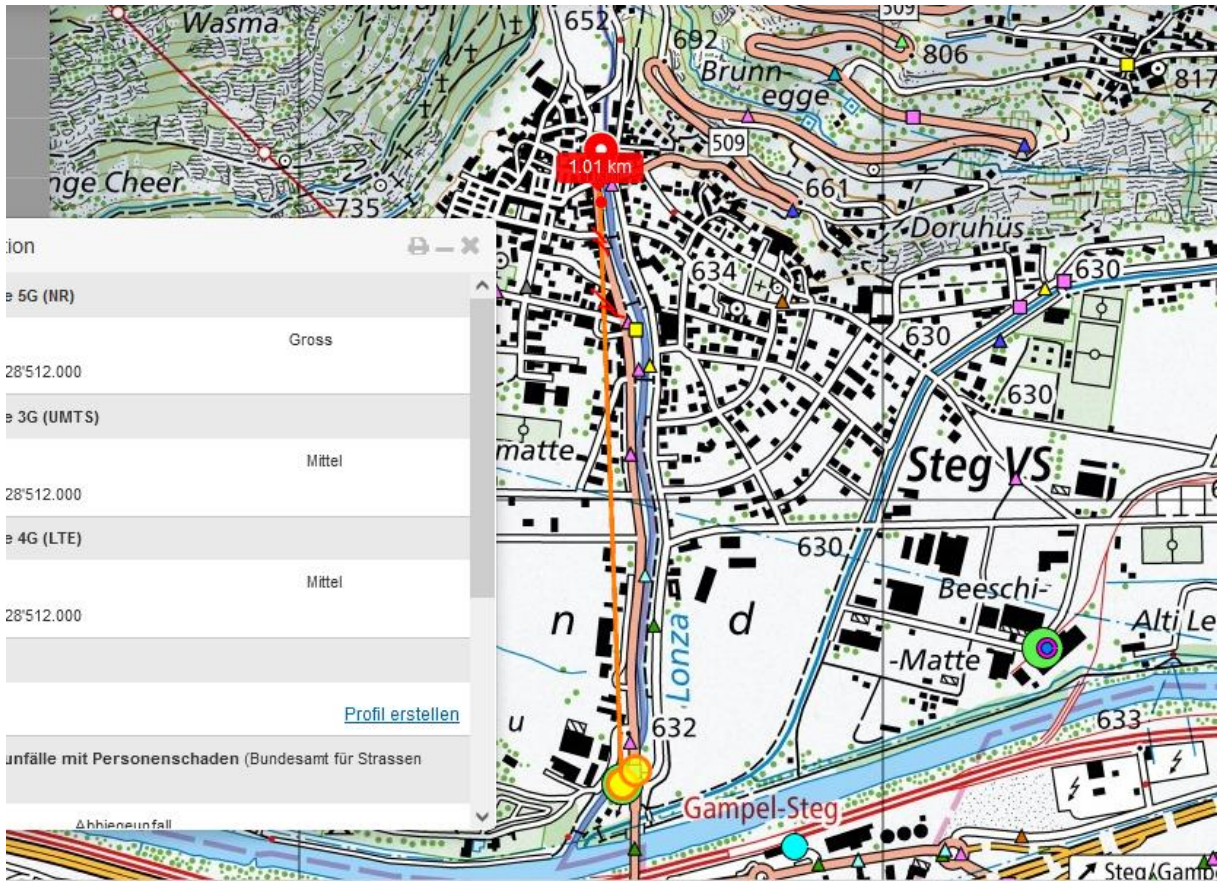 Wasma
652
692
509
806
817
Brunn-
egge
509
1.01 km
nge Cheer
735
661
Doruhüs
tion
634
630
e 5G (NR)
Gross
28'512.000
630
630
e 3G (UMTS)
Mittel
28'512.000
matte
Steg VS
e 4G (LTE)
Mittel
28'512.000
630
n
d
Beeschi-
-Matte
Alti Le
Lonza
u
632
633
Profil erstellen
unfälle mit Personenschaden (Bundesamt für Strassen
Abbiegeunfall
Gampel-Steg
Steg/Gampe